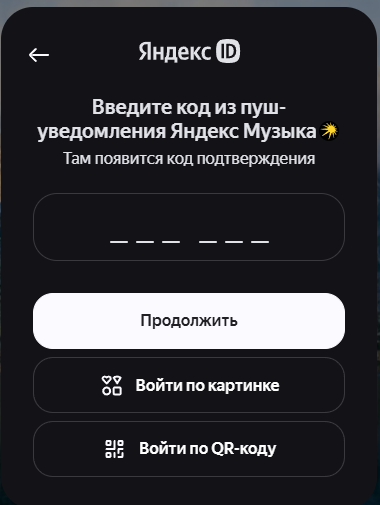 Яндекс ID
Введите код из пуш-
уведомления Яндекс Музыка
Там появится код подтверждения
Продолжить
Войти по картинке
Войти по QR-коду